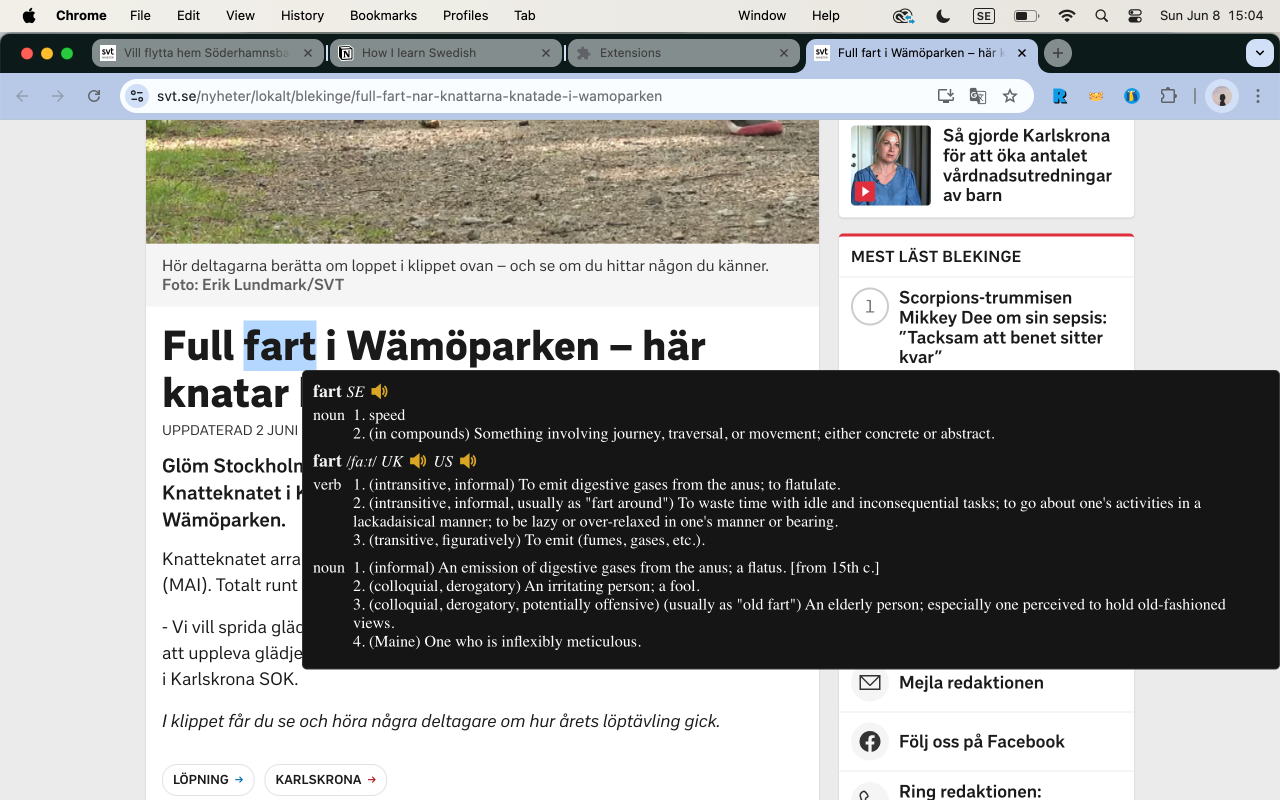 Chrome File Edit View History Bookmarks Profiles Tab Window Help SE Sun Jun 8 15:04
svt Vill flytta hem Söderhamnsba
How I learn Swedish
Extensions
svt Full fart i Wämöparken – här k
svt.se/nyheter/lokalt/blekinge/full-fart-nar-knattarna-knatade-i-wamoparken
Hör deltagarna berätta om loppet i klippet ovan – och se om du hittar någon du känner.
Foto: Erik Lundmark/SVT
Full fart i Wämöparken – här
knatar
UPPDATERAD 2 JUNI
Glöm Stockholm
Knatteknatet i K
Wämöparken.
Knatteknatet arra
(MAI). Totalt runt
- Vi vill sprida gläd
att uppleva glädje
i Karlskrona SOK.
I klippet får du se och höra några deltagare om hur årets löptävling gick.
LÖPNING →
KARLSKRONA →
fart SE
noun 1. speed
2. (in compounds) Something involving journey, traversal, or movement; either concrete or abstract.
fart /faːt/ UK US
verb 1. (intransitive, informal) To emit digestive gases from the anus; to flatulate.
2. (intransitive, informal, usually as "fart around") To waste time with idle and inconsequential tasks; to go about one's activities in a
lackadaisical manner; to be lazy or over-relaxed in one's manner or bearing.
3. (transitive, figuratively) To emit (fumes, gases, etc.).
noun 1. (informal) An emission of digestive gases from the anus; a flatus. [from 15th c.]
2. (colloquial, derogatory) An irritating person; a fool.
3. (colloquial, derogatory, potentially offensive) (usually as "old fart") An elderly person; especially one perceived to hold old-fashioned
views.
4. (Maine) One who is inflexibly meticulous.
Så gjorde Karlskrona
för att öka antalet
vårdnadsutredningar
av barn
MEST LÄST BLEKINGE
1
Scorpions-trummisen
Mikkey Dee om sin sepsis:
”Tacksam att benet sitter
kvar”
Mejla redaktionen
Följ oss på Facebook
Ring redaktionen: